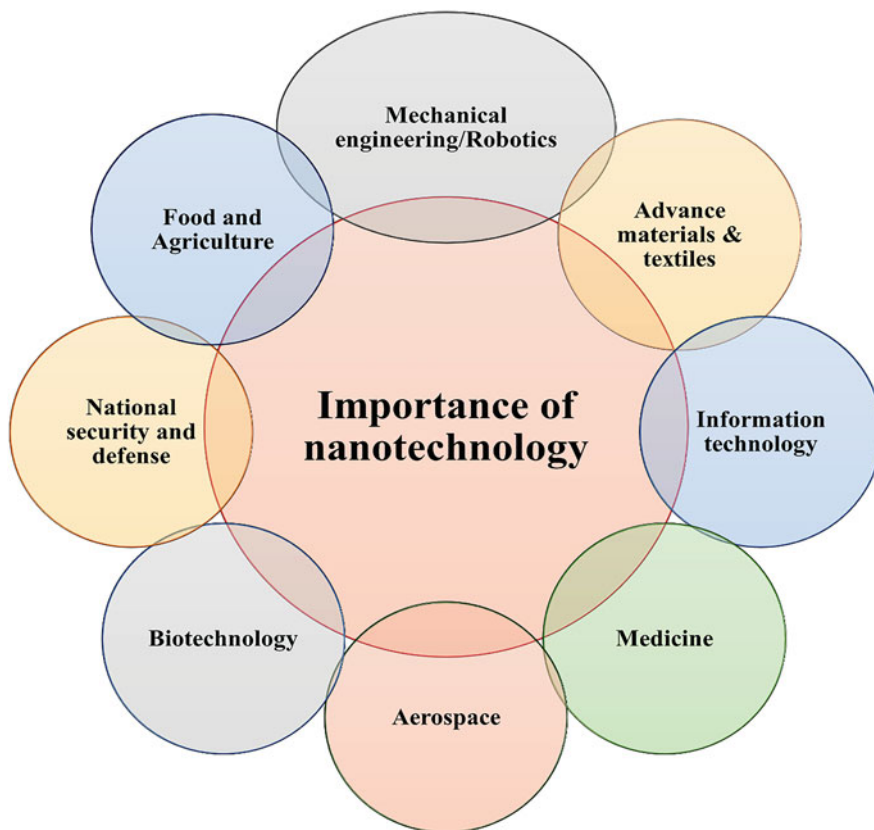 Mechanical
engineering/Robotics
Advance
materials &
textiles
Information
technology
Medicine
Aerospace
Biotechnology
National
security and
defense
Food and
Agriculture
Importance of
nanotechnology